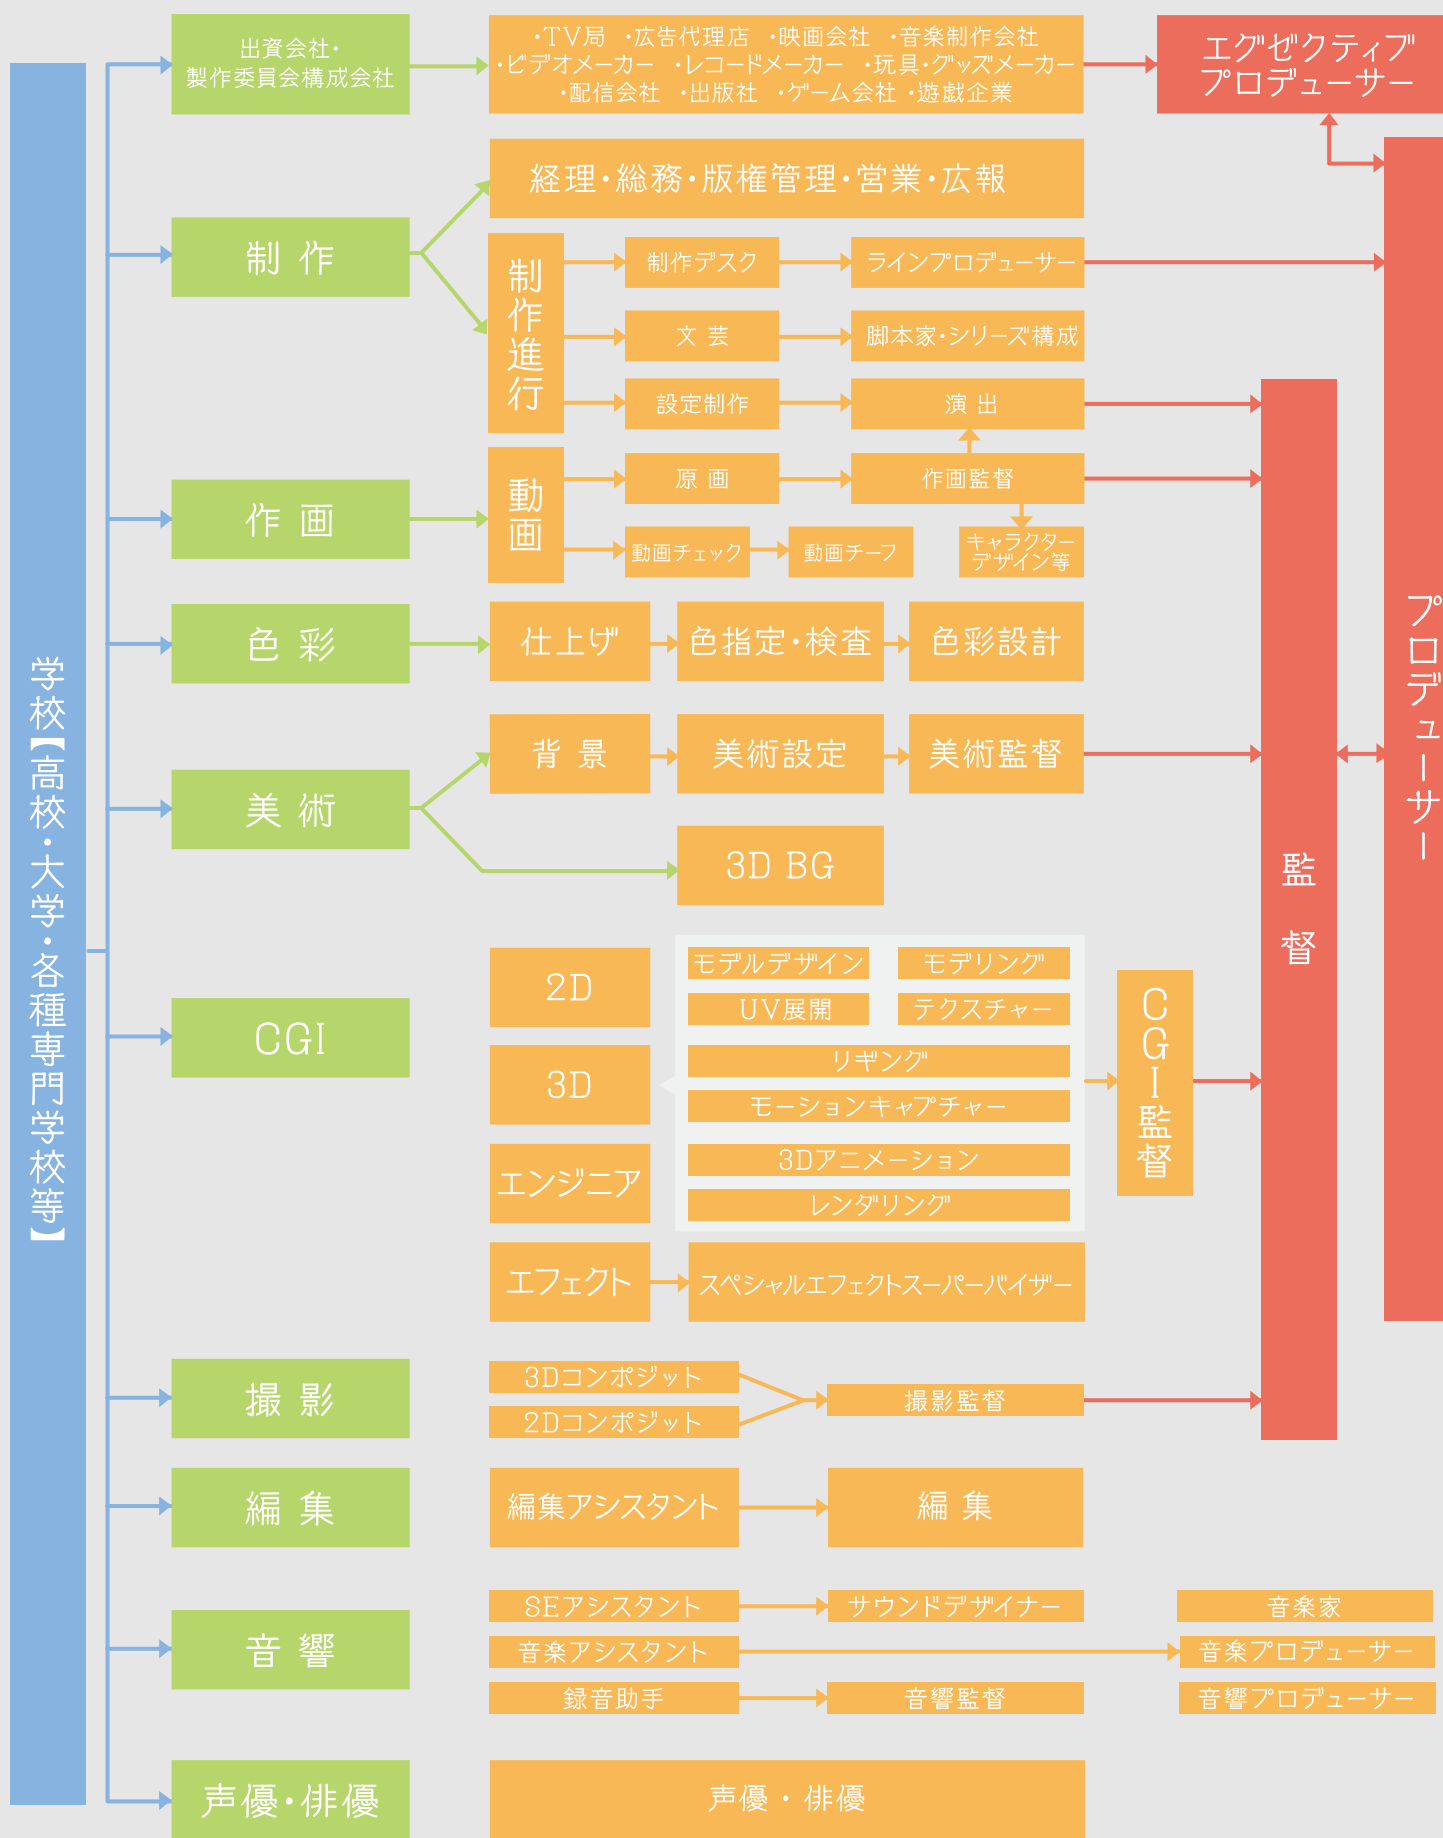 学校【高校・大学・各種専門学校等】
出資会社・
製作委員会構成会社
・TV局 ・広告代理店 ・映画会社 ・音楽制作会社
・ビデオメーカー ・レコードメーカー ・玩具・グッズメーカー
・配信会社 ・出版社 ・ゲーム会社 ・遊戯企業
エグゼクティブ
プロデューサー
制作
経理・総務・版権管理・営業・広報
制作進行
制作デスク
ラインプロデューサー
文芸
脚本家・シリーズ構成
設定制作
演出
作画
動画
原画
作画監督
動画チェック
動画チーフ
キャラクター
デザイン等
色彩
仕上げ
色指定・検査
色彩設計
美術
背景
美術設定
美術監督
3D BG
CGI
2D
3D
エンジニア
モデルデザイン
モデリング
UV展開
テクスチャー
リギング
モーションキャプチャー
3Dアニメーション
レンダリング
CGI監督
エフェクト
スペシャルエフェクトスーパーバイザー
撮影
3Dコンポジット
2Dコンポジット
撮影監督
編集
編集アシスタント
編集
音響
SEアシスタント
サウンドデザイナー
音楽家
音楽アシスタント
音楽プロデューサー
録音助手
音響監督
音響プロデューサー
声優・俳優
声優・俳優
監督
プロデューサー